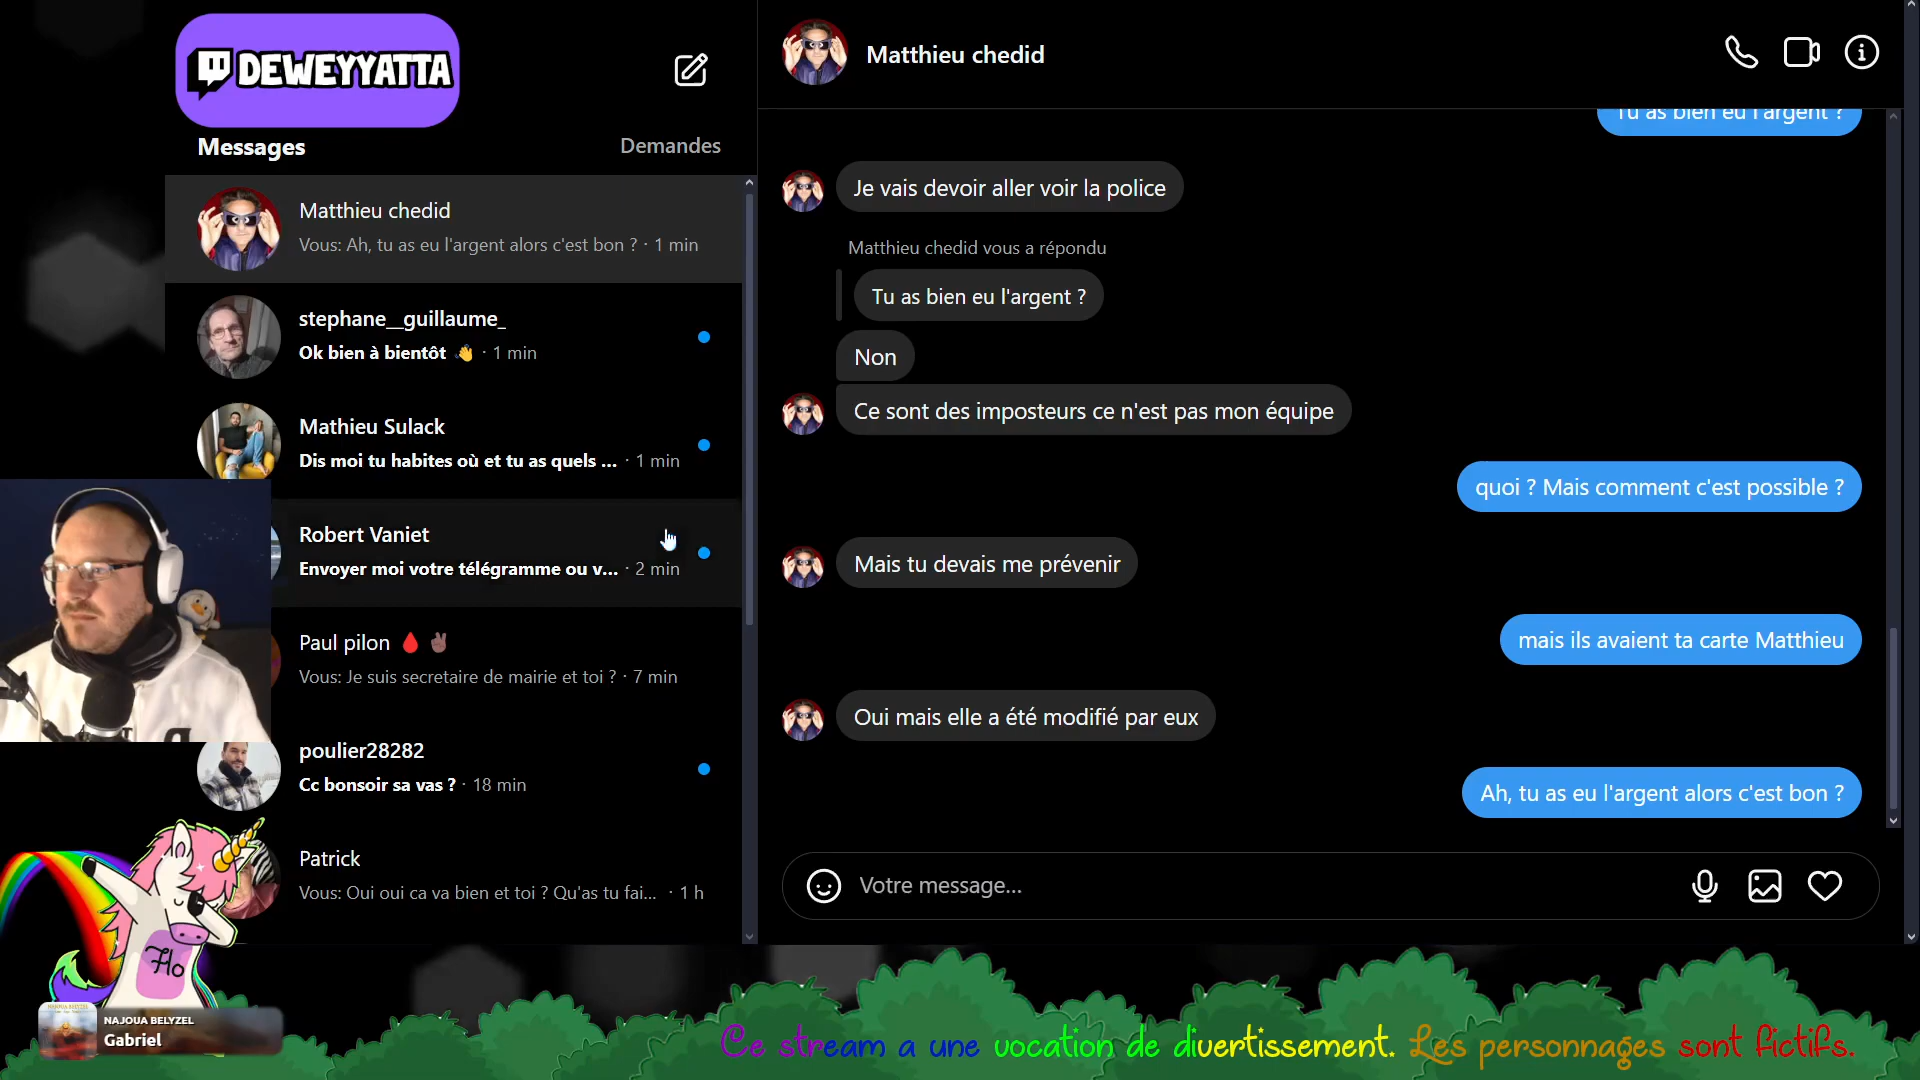 DEWEYYATTA
Messages
Demandes
Matthieu chedid
Vous: Ah, tu as eu l'argent alors c'est bon ? · 1 min
stephane__guillaume_
Ok bien à bientôt 👋 · 1 min
Mathieu Sulack
Dis moi tu habites où et tu as quels ... · 1 min
Robert Vaniet
Envoyer moi votre télégramme ou v... · 2 min
Paul pilon 🩸 ✌🏿
Vous: Je suis secretaire de mairie et toi ? · 7 min
poulier28282
Cc bonsoir sa vas ? · 18 min
Patrick
Vous: Oui oui ca va bien et toi ? Qu'as tu fai... · 1 h
Matthieu chedid
Tu as bien eu l'argent ?
Je vais devoir aller voir la police
Matthieu chedid vous a répondu
Tu as bien eu l'argent ?
Non
Ce sont des imposteurs ce n'est pas mon équipe
quoi ? Mais comment c'est possible ?
Mais tu devais me prévenir
mais ils avaient ta carte Matthieu
Oui mais elle a été modifié par eux
Ah, tu as eu l'argent alors c'est bon ?
Votre message...
Flo
NAJOUA BELYZEL
Gabriel
Ce stream a une vocation de divertissement. Les personnages sont fictifs.